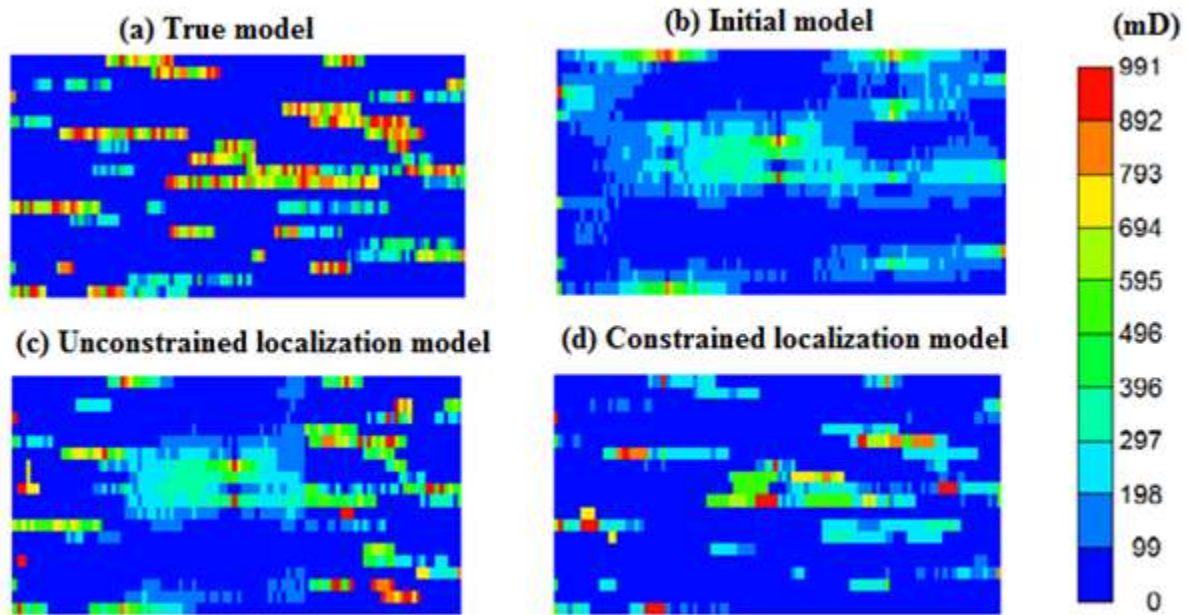 (a) True model
(b) Initial model
(mD)
991
892
793
694
595
496
396
297
198
99
0
(c) Unconstrained localization model
(d) Constrained localization model